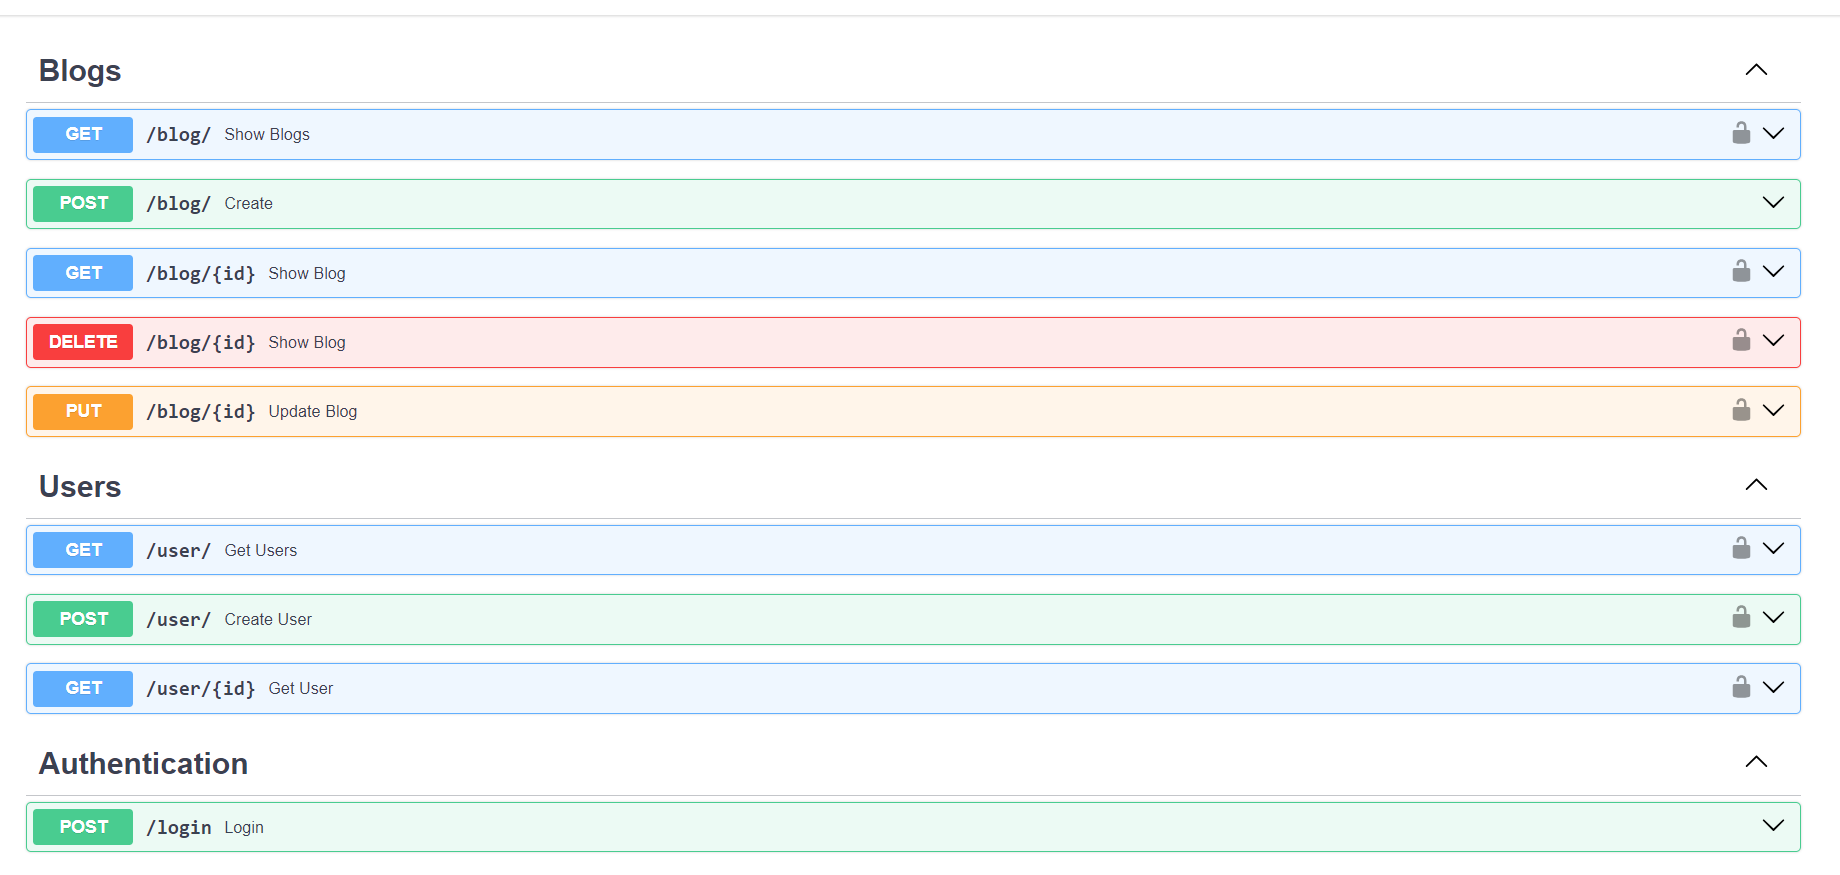 Blogs
GET /blog/ Show Blogs
POST /blog/ Create
GET /blog/{id} Show Blog
DELETE /blog/{id} Show Blog
PUT /blog/{id} Update Blog
Users
GET /user/ Get Users
POST /user/ Create User
GET /user/{id} Get User
Authentication
POST /login Login